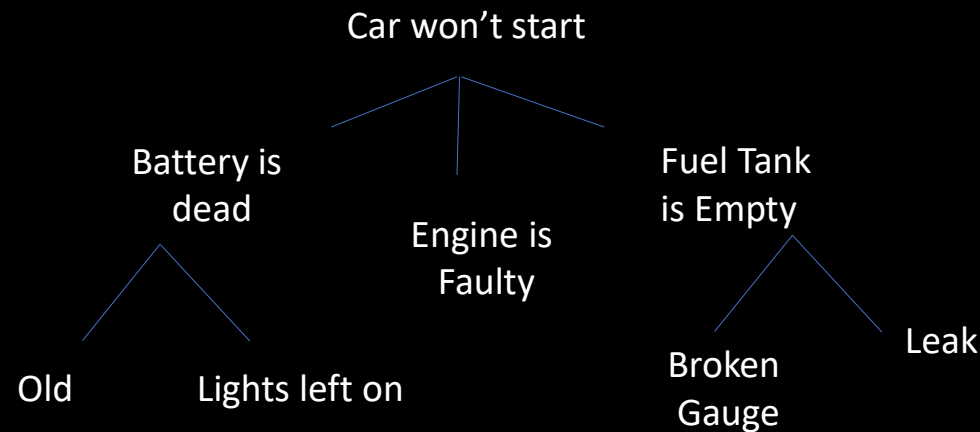 Car won’t start
Battery is
dead
Engine is
Faulty
Fuel Tank
is Empty
Old
Lights left on
Broken
Gauge
Leak